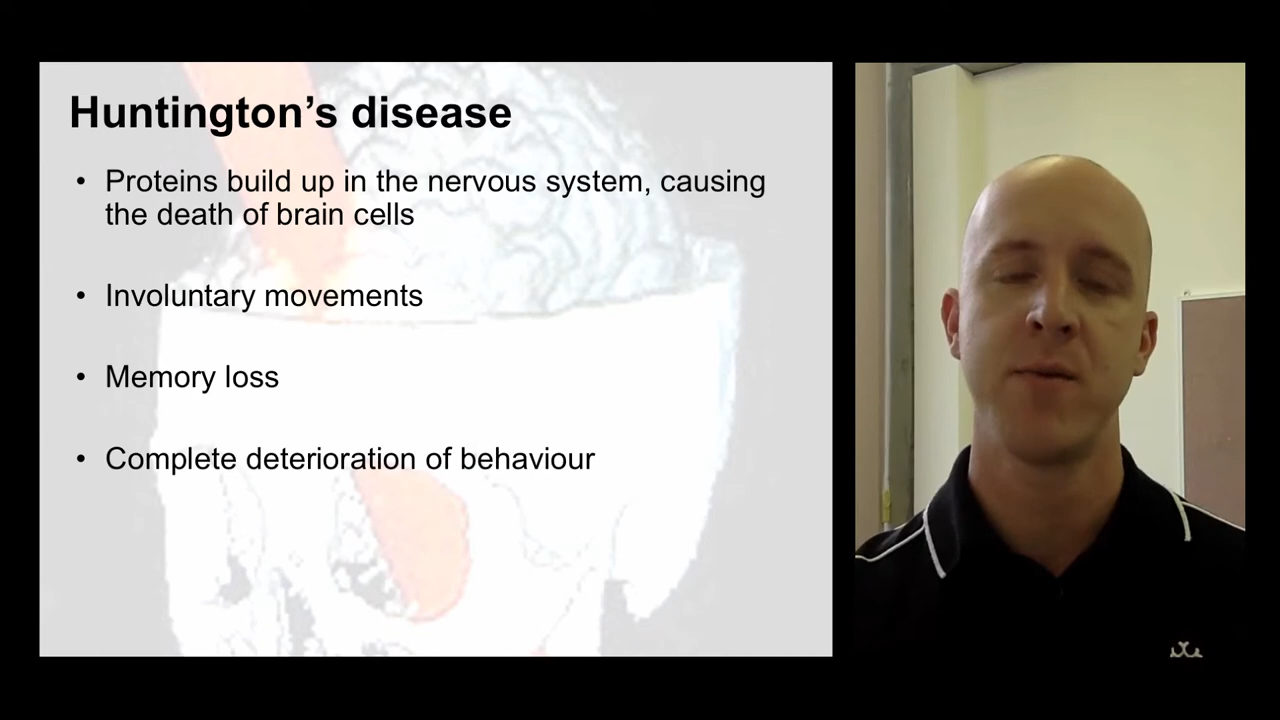 Huntington’s disease
• Proteins build up in the nervous system, causing
the death of brain cells
• Involuntary movements
• Memory loss
• Complete deterioration of behaviour